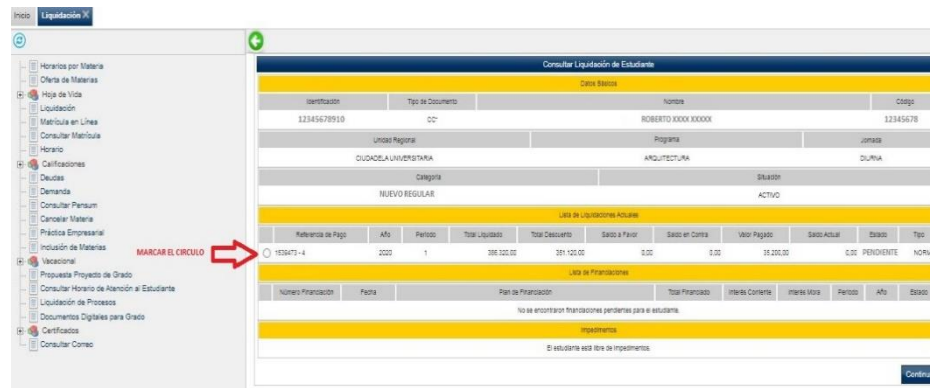 Inicio Liquidación X
Horarios por Materia
Oferta de Materias
Hoja de Vida
Liquidación
Matrícula en Línea
Consultar Matrícula
Horario
Calificaciones
Deudas
Demanda
Consultar Pensum
Cancelar Materia
Práctica Empresarial
Inclusión de Materias
Vacacional
Propuesta Proyecto de Grado
Consultar Horario de Atención al Estudiante
Liquidación de Procesos
Documentos Digitales para Grado
Certificados
Consultar Correo
MARCAR EL CIRCULO
Consultar Liquidación de Estudiante
Datos Básicos
Identificación Tipo de Documento Nombre Código
12345678910 CC* ROBERTO XXXX XXXXX 12345678
Unidad Regional Programa Jornada
CIUDADELA UNIVERSITARIA ARQUITECTURA DIURNA
Categoría Situación
NUEVO REGULAR ACTIVO
Lista de Liquidaciones Actuales
Referencia de Pago Año Periodo Total Liquidado Total Descuento Saldo a Favor Saldo en Contra Valor Pagado Saldo Actual Estado Tipo
1539473 - 4 2020 1 386.320,00 351.120,00 0,00 0,00 35.200,00 0,00 PENDIENTE NORM
Lista de Financiaciones
Número Financiación Fecha Plan de Financiación Total Financiado Interés Corriente Interés Mora Periodo Año Estado
No se encontraron financiaciones pendientes para el estudiante.
Impedimentos
El estudiante está libre de impedimentos.
Continu